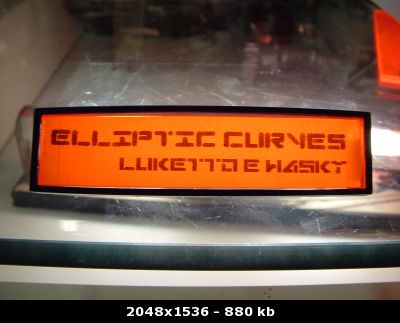 ELLIPTIC CURVES
LUKETTO E HASKY
2048x1536 - 880 kb